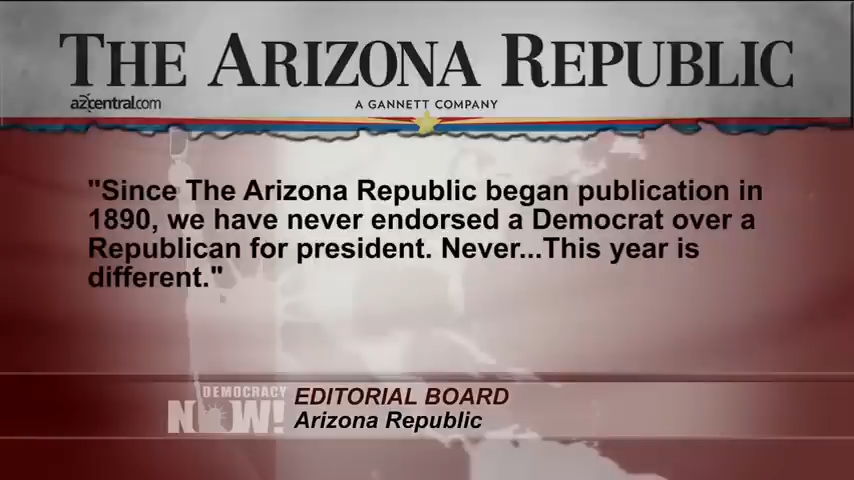 THE ARIZONA REPUBLIC
azcentral.com
A GANNETT COMPANY
"Since The Arizona Republic began publication in
1890, we have never endorsed a Democrat over a
Republican for president. Never...This year is
different."
DEMOCRACY
NOW!
EDITORIAL BOARD
Arizona Republic